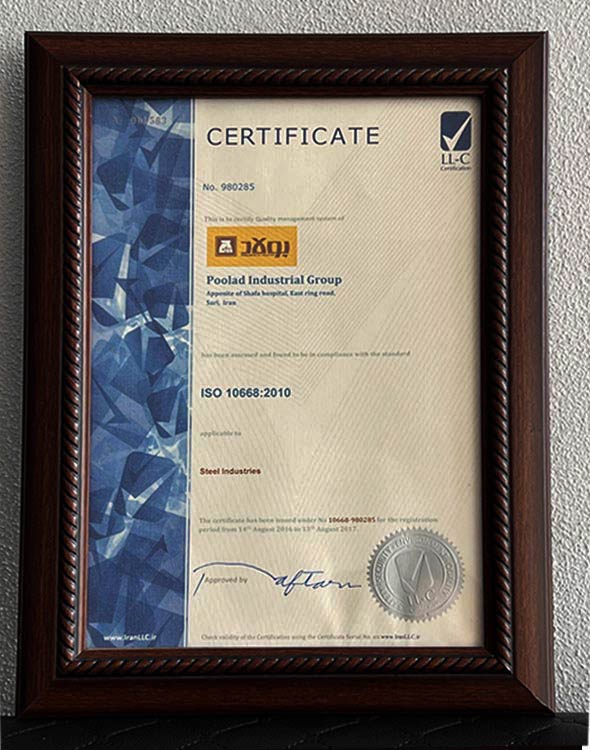 CERTIFICATE
LL-C
Certification
No. 980285
This is to certify Quality management system of
پولاد
Poolad Industrial Group
Apposite of Shafa hospital, East ring road,
Sari, Iran
has been assessed and found to be in compliance with the standard
ISO 10668:2010
applicable to
Steel Industries
The certificate has been issued under No 10668-980285 for the registration
period from 14th August 2016 to 13th August 2017.
Approved by
LL-C
www.IranLLC.ir
Check validity of the Certification using the Certificate Serial No. on www.IranLLC.ir